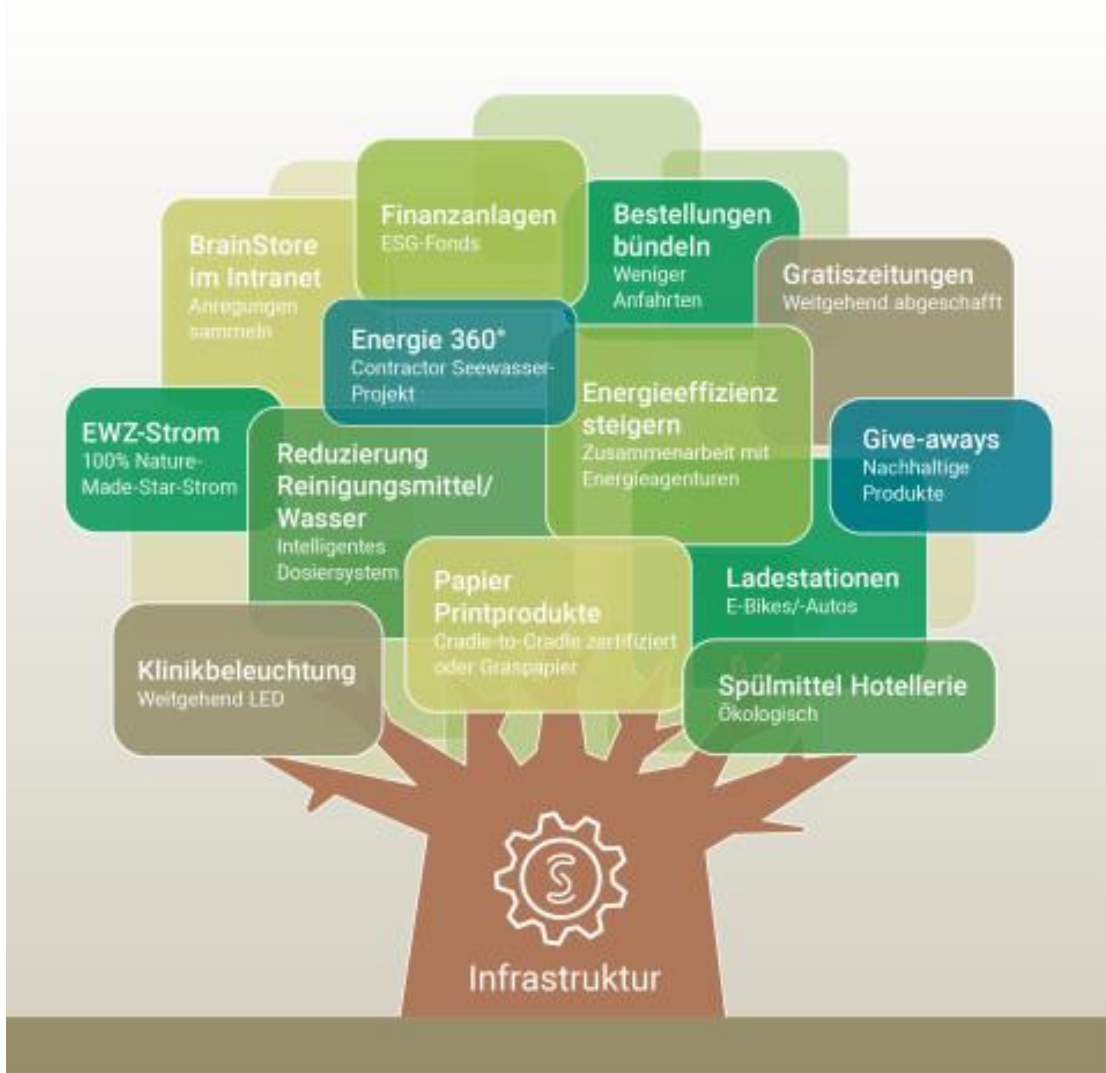 Finanzanlagen
ESG-Fonds
Bestellungen
bündeln
Weniger
Anfahrten
BrainStore
im Intranet
Anregungen
sammeln
Gratiszeitungen
Weitgehend abgeschafft
Energie 360°
Contractor Seewasser-
Projekt
Energieeffizienz
steigern
Zusammenarbeit mit
Energieagenturen
EWZ-Strom
100% Nature-
Made-Star-Strom
Reduzierung
Reinigungsmittel/
Wasser
Intelligentes
Dosiersystem
Give-aways
Nachhaltige
Produkte
Papier
Printprodukte
Cradle-to-Cradle zertifiziert
oder Graspapier
Ladestationen
E-Bikes/-Autos
Klinikbeleuchtung
Weitgehend LED
Spülmittel Hotellerie
Ökologisch
Infrastruktur